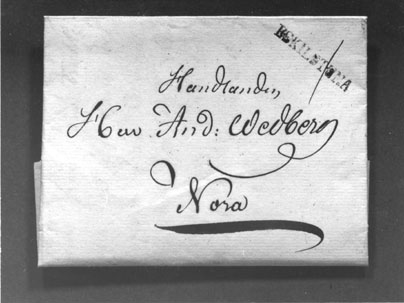 ESKILSTUNA
Handlanden
Herr And: Wedberg
Nora